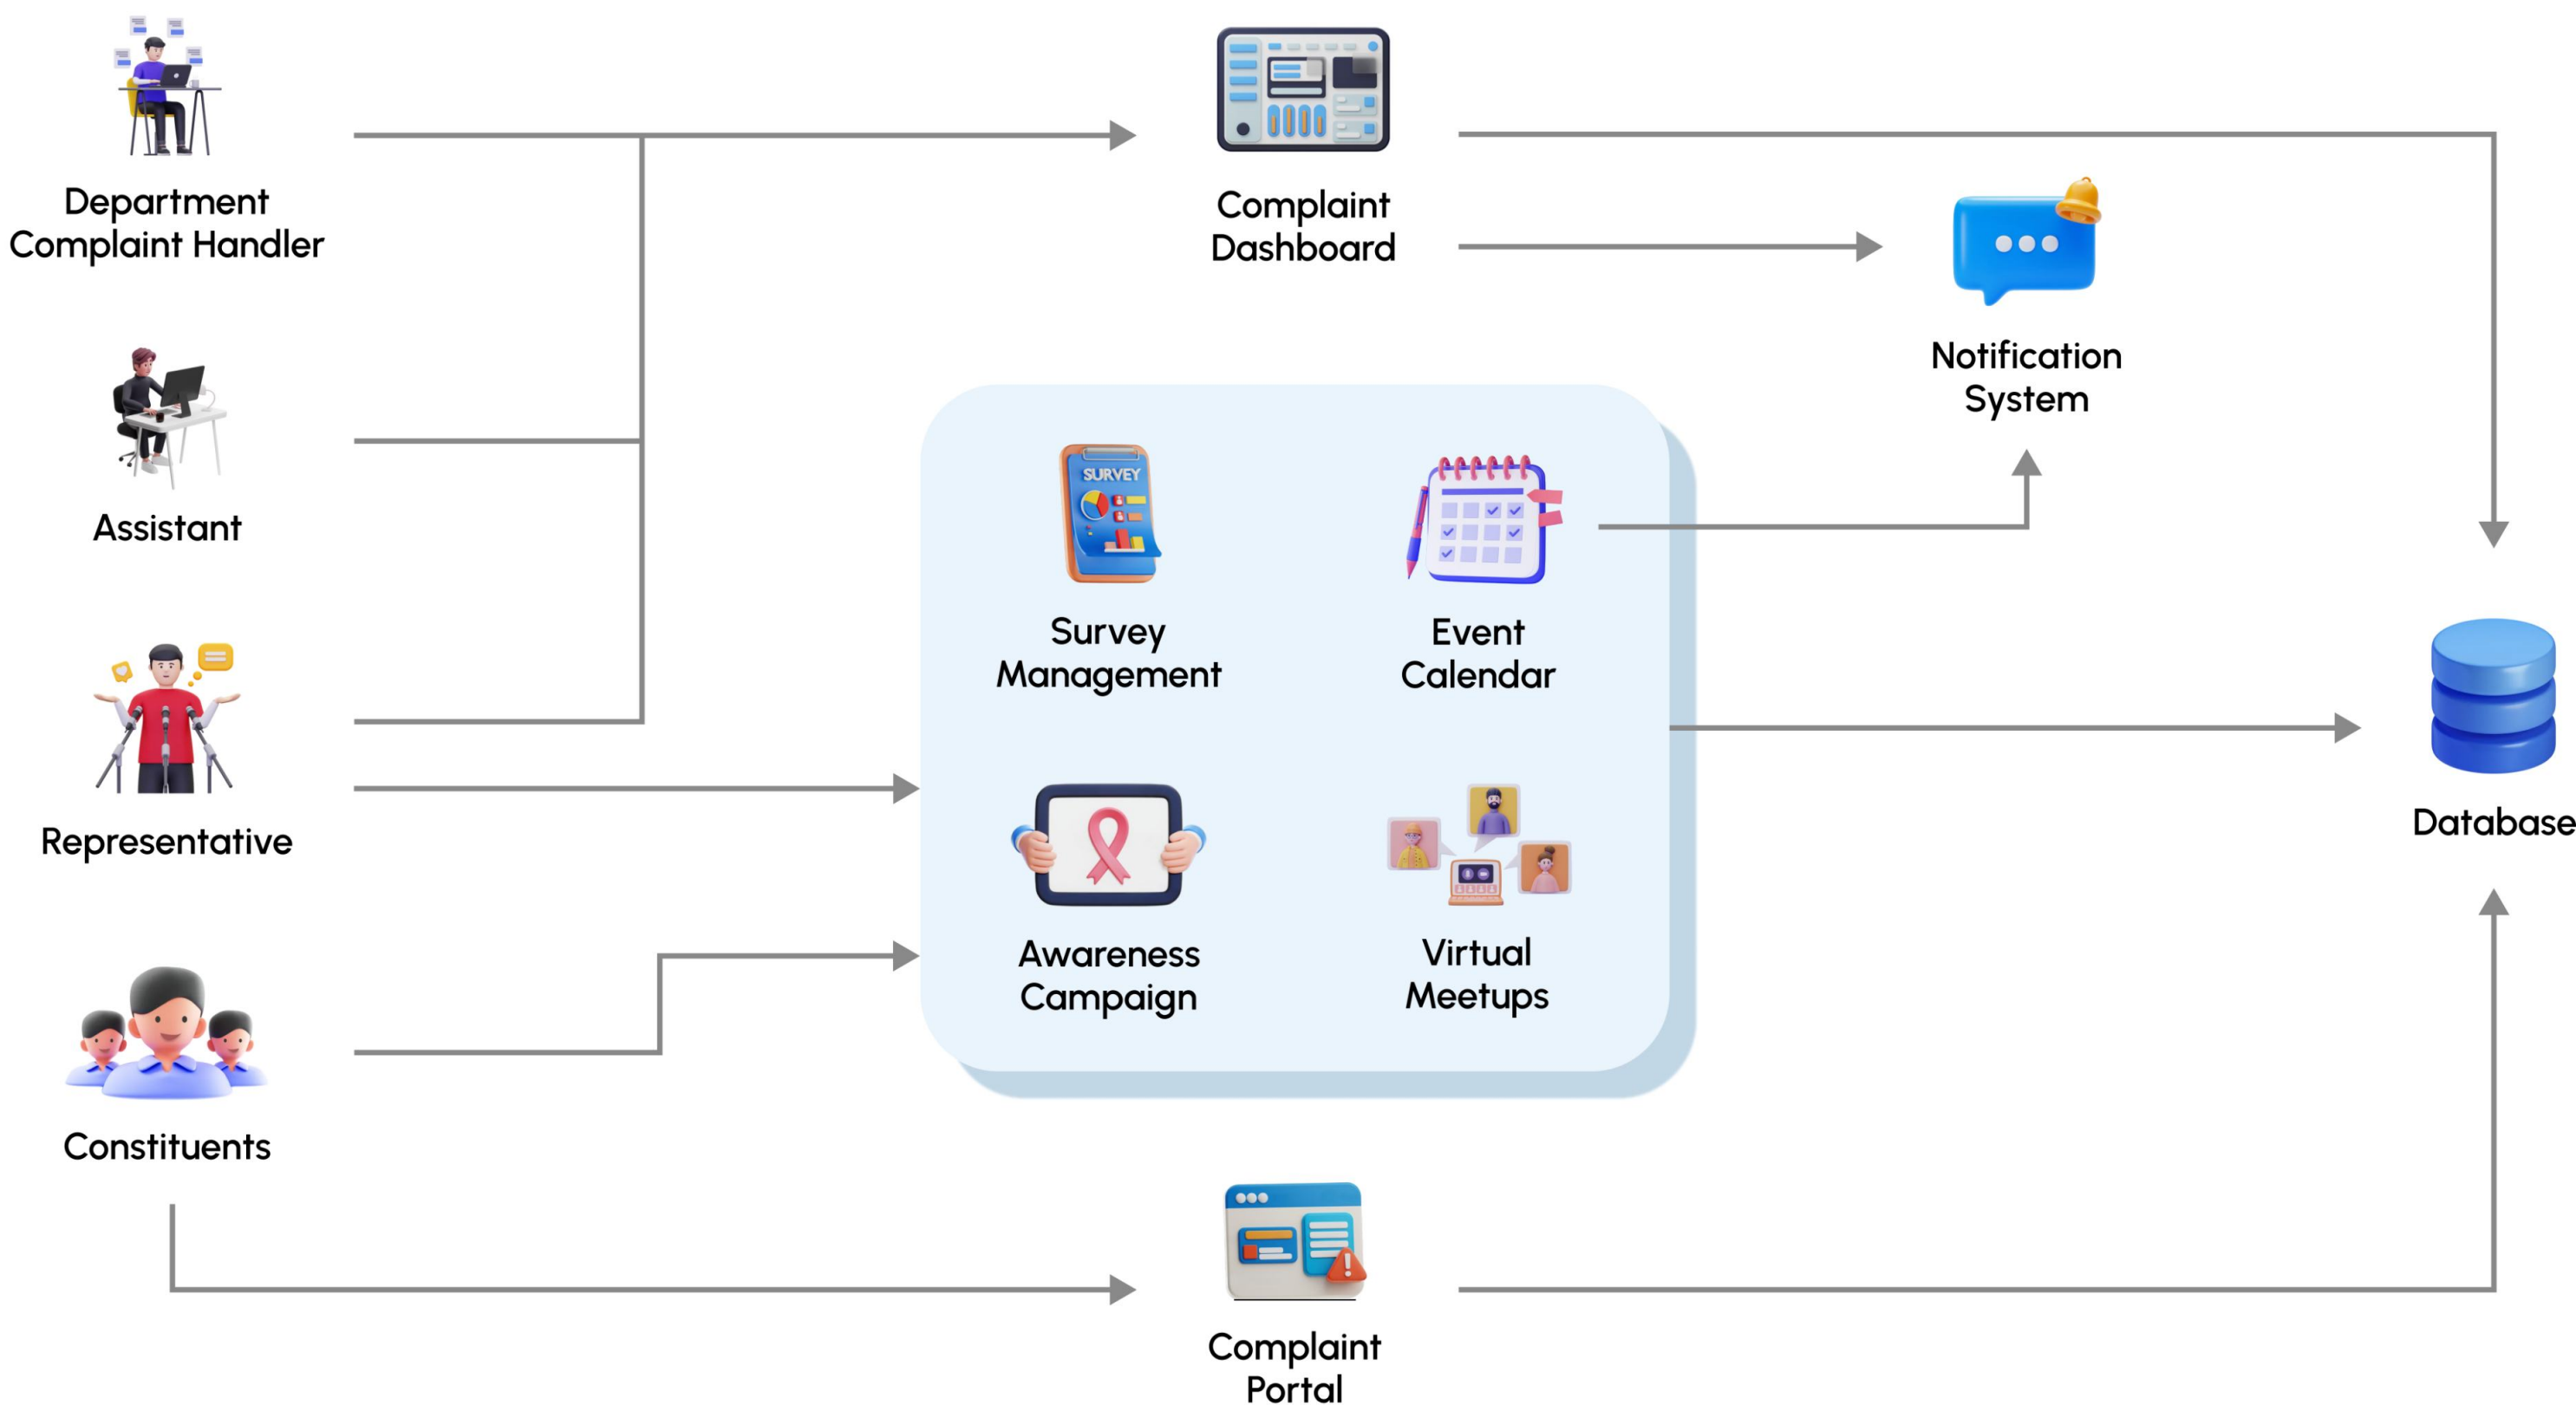 Department
Complaint Handler
Complaint
Dashboard
Notification
System
Assistant
SURVEY
Survey
Management
Event
Calendar
Representative
Database
Awareness
Campaign
Virtual
Meetups
Constituents
Complaint
Portal